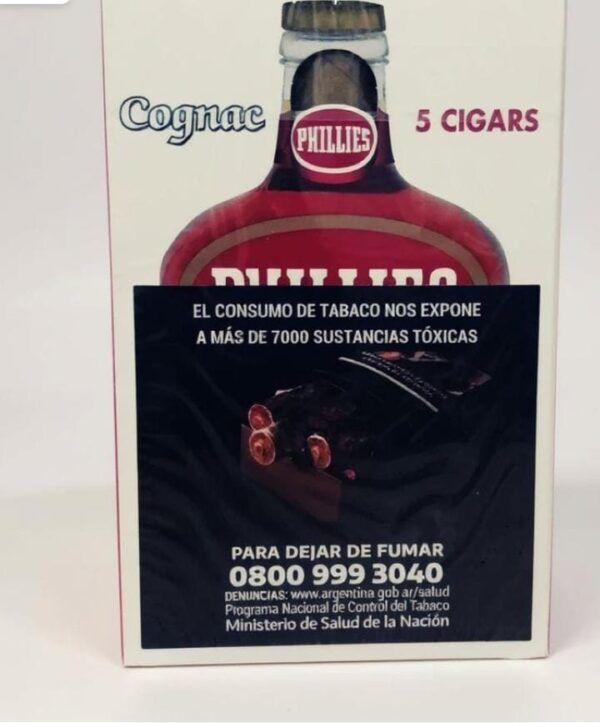 Cognac
PHILLIES
5 CIGARS
PHILLIES
EL CONSUMO DE TABACO NOS EXPONE
A MÁS DE 7000 SUSTANCIAS TÓXICAS
PARA DEJAR DE FUMAR
0800 999 3040
DENUNCIAS: www.argentina.gob.ar/salud
Programa Nacional de Control del Tabaco
Ministerio de Salud de la Nación